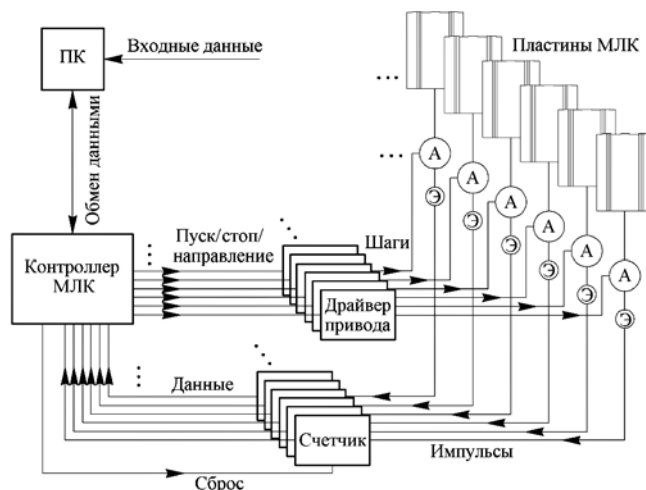 ПК
Входные данные
Пластины МЛК
Обмен данными
А
А
А
А
А
А
Э
Э
Э
Э
Э
Э
Пуск/стоп/
направление
Шаги
Контроллер
МЛК
Драйвер
привода
Данные
Счетчик
Импульсы
Сброс